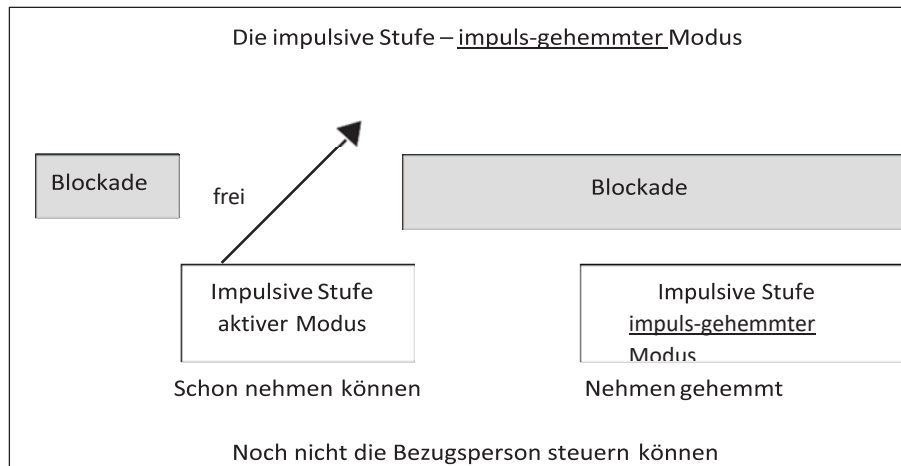 Die impulsive Stufe – impuls-gehemmter Modus
Blockade
frei
Blockade
Impulsive Stufe
aktiver Modus
Impulsive Stufe
impuls-gehemmter
Modus
Schon nehmen können
Nehmen gehemmt
Noch nicht die Bezugsperson steuern können